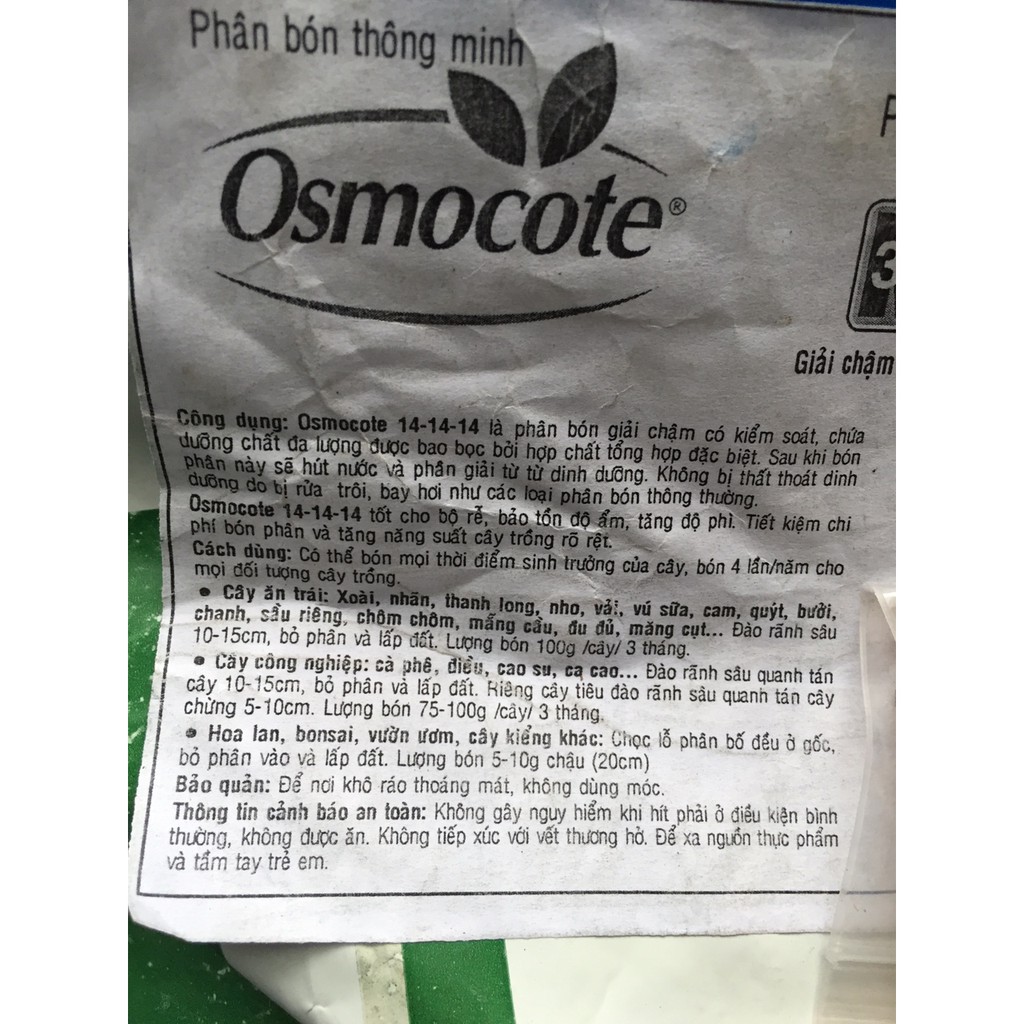 Phân bón thông minh
Osmocote®
P
3
Giải chậm
Công dụng: Osmocote 14-14-14 là phân bón giải chậm có kiểm soát, chứa
dưỡng chất đa lượng được bao bọc bởi hợp chất tổng hợp đặc biệt. Sau khi bón
phân này sẽ hút nước và phân giải từ từ dinh dưỡng. Không bị thất thoát dinh
dưỡng do bị rửa trôi, bay hơi như các loại phân bón thông thường.
Osmocote 14-14-14 tốt cho bộ rễ, bảo tồn độ ẩm, tăng độ phì. Tiết kiệm chi
phí bón phân và tăng năng suất cây trồng rõ rệt.
Cách dùng: Có thể bón mọi thời điểm sinh trưởng của cây, bón 4 lần/năm cho
mọi đối tượng cây trồng.
• Cây ăn trái: Xoài, nhãn, thanh long, nho, vải, vú sữa, cam, quýt, bưởi,
chanh, sầu riêng, chôm chôm, mãng cầu, đu đủ, măng cụt... Đào rãnh sâu
10-15cm, bỏ phân và lấp đất. Lượng bón 100g /cây/ 3 tháng.
• Cây công nghiệp: cà phê, điều, cao su, ca cao... Đào rãnh sâu quanh tán
cây 10-15cm, bỏ phân và lấp đất. Riêng cây tiêu đào rãnh sâu quanh tán cây
chừng 5-10cm. Lượng bón 75-100g /cây/ 3 tháng.
• Hoa lan, bonsai, vườn ươm, cây kiểng khác: Chọc lỗ phân bố đều ở gốc,
bỏ phân vào và lấp đất. Lượng bón 5-10g chậu (20cm)
Bảo quản: Để nơi khô ráo thoáng mát, không dùng móc.
Thông tin cảnh báo an toàn: Không gây nguy hiểm khi hít phải ở điều kiện bình
thường, không được ăn. Không tiếp xúc với vết thương hở. Để xa nguồn thực phẩm
và tầm tay trẻ em.